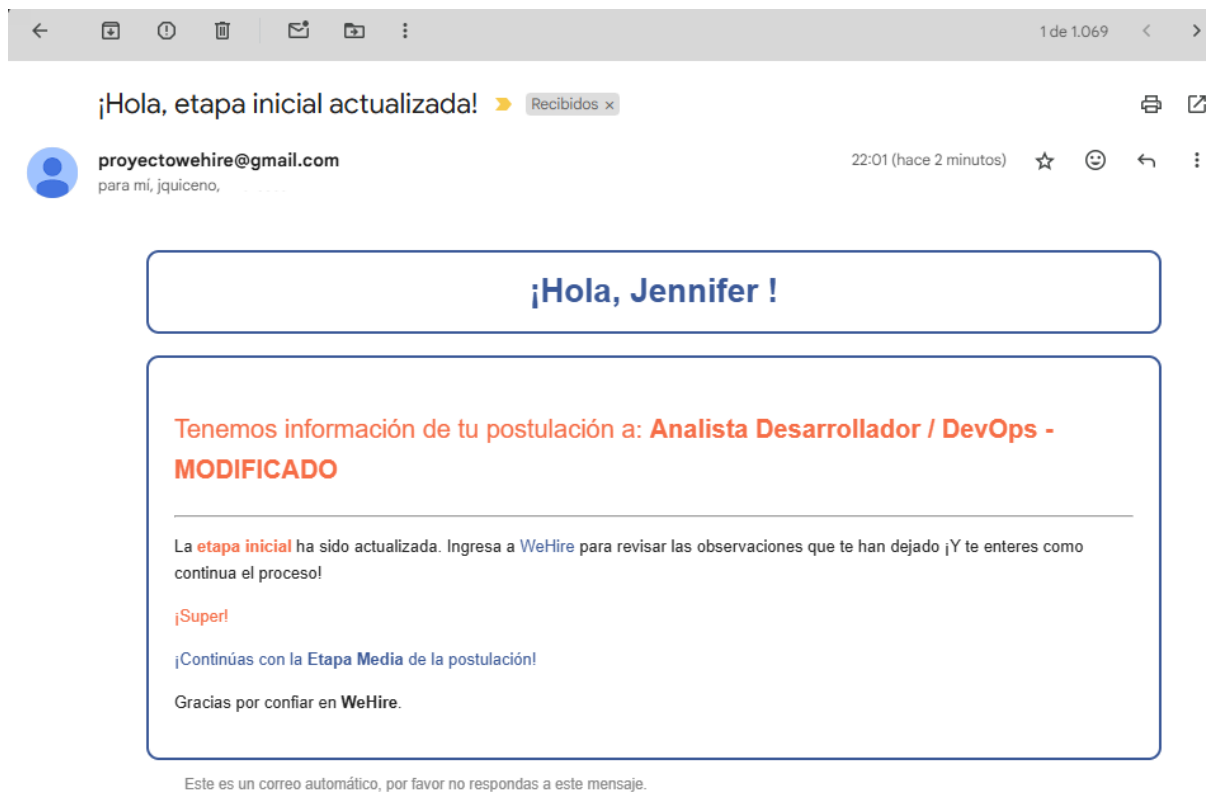 1 de 1.069
¡Hola, etapa inicial actualizada! Recibidos ×
proyectowehire@gmail.com
22:01 (hace 2 minutos)
para mí, jquiceno,
¡Hola, Jennifer !
Tenemos información de tu postulación a: Analista Desarrollador / DevOps -
MODIFICADO
La etapa inicial ha sido actualizada. Ingresa a WeHire para revisar las observaciones que te han dejado ¡Y te enteres como
continua el proceso!
¡Super!
¡Continúas con la Etapa Media de la postulación!
Gracias por confiar en WeHire.
Este es un correo automático, por favor no respondas a este mensaje.